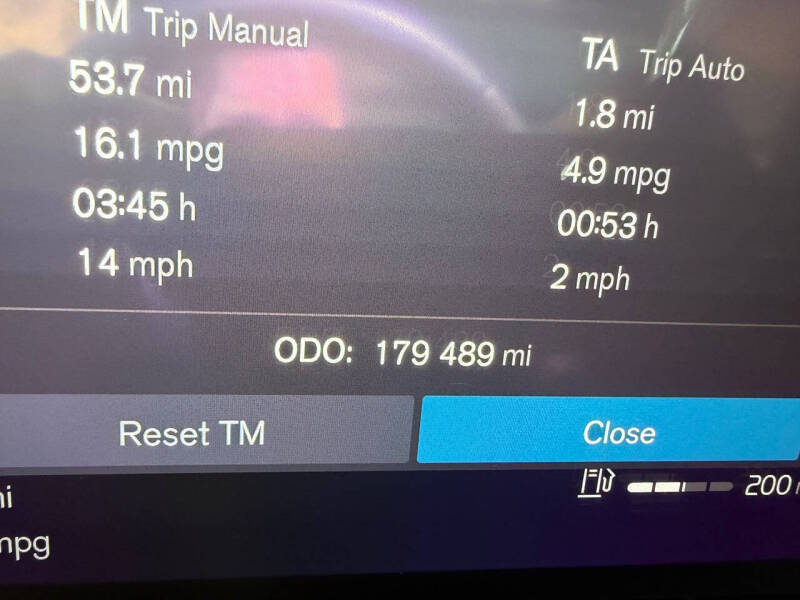 TM Trip Manual
53.7 mi
16.1 mpg
03:45 h
14 mph
TA Trip Auto
1.8 mi
4.9 mpg
00:53 h
2 mph
ODO: 179 489 mi
Reset TM
Close
200
mpg